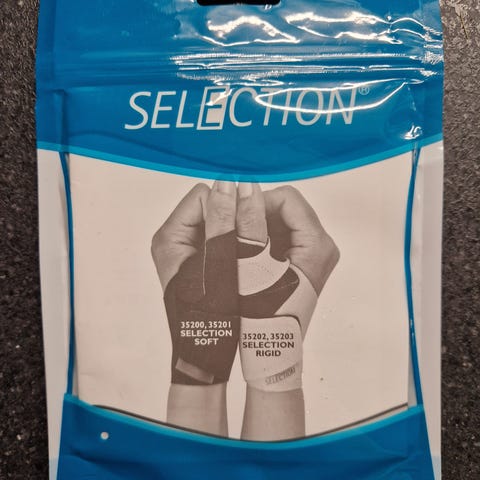 SELECTION®
35200, 35201
SELECTION
SOFT
35202, 35203
SELECTION
RIGID
SELECTION